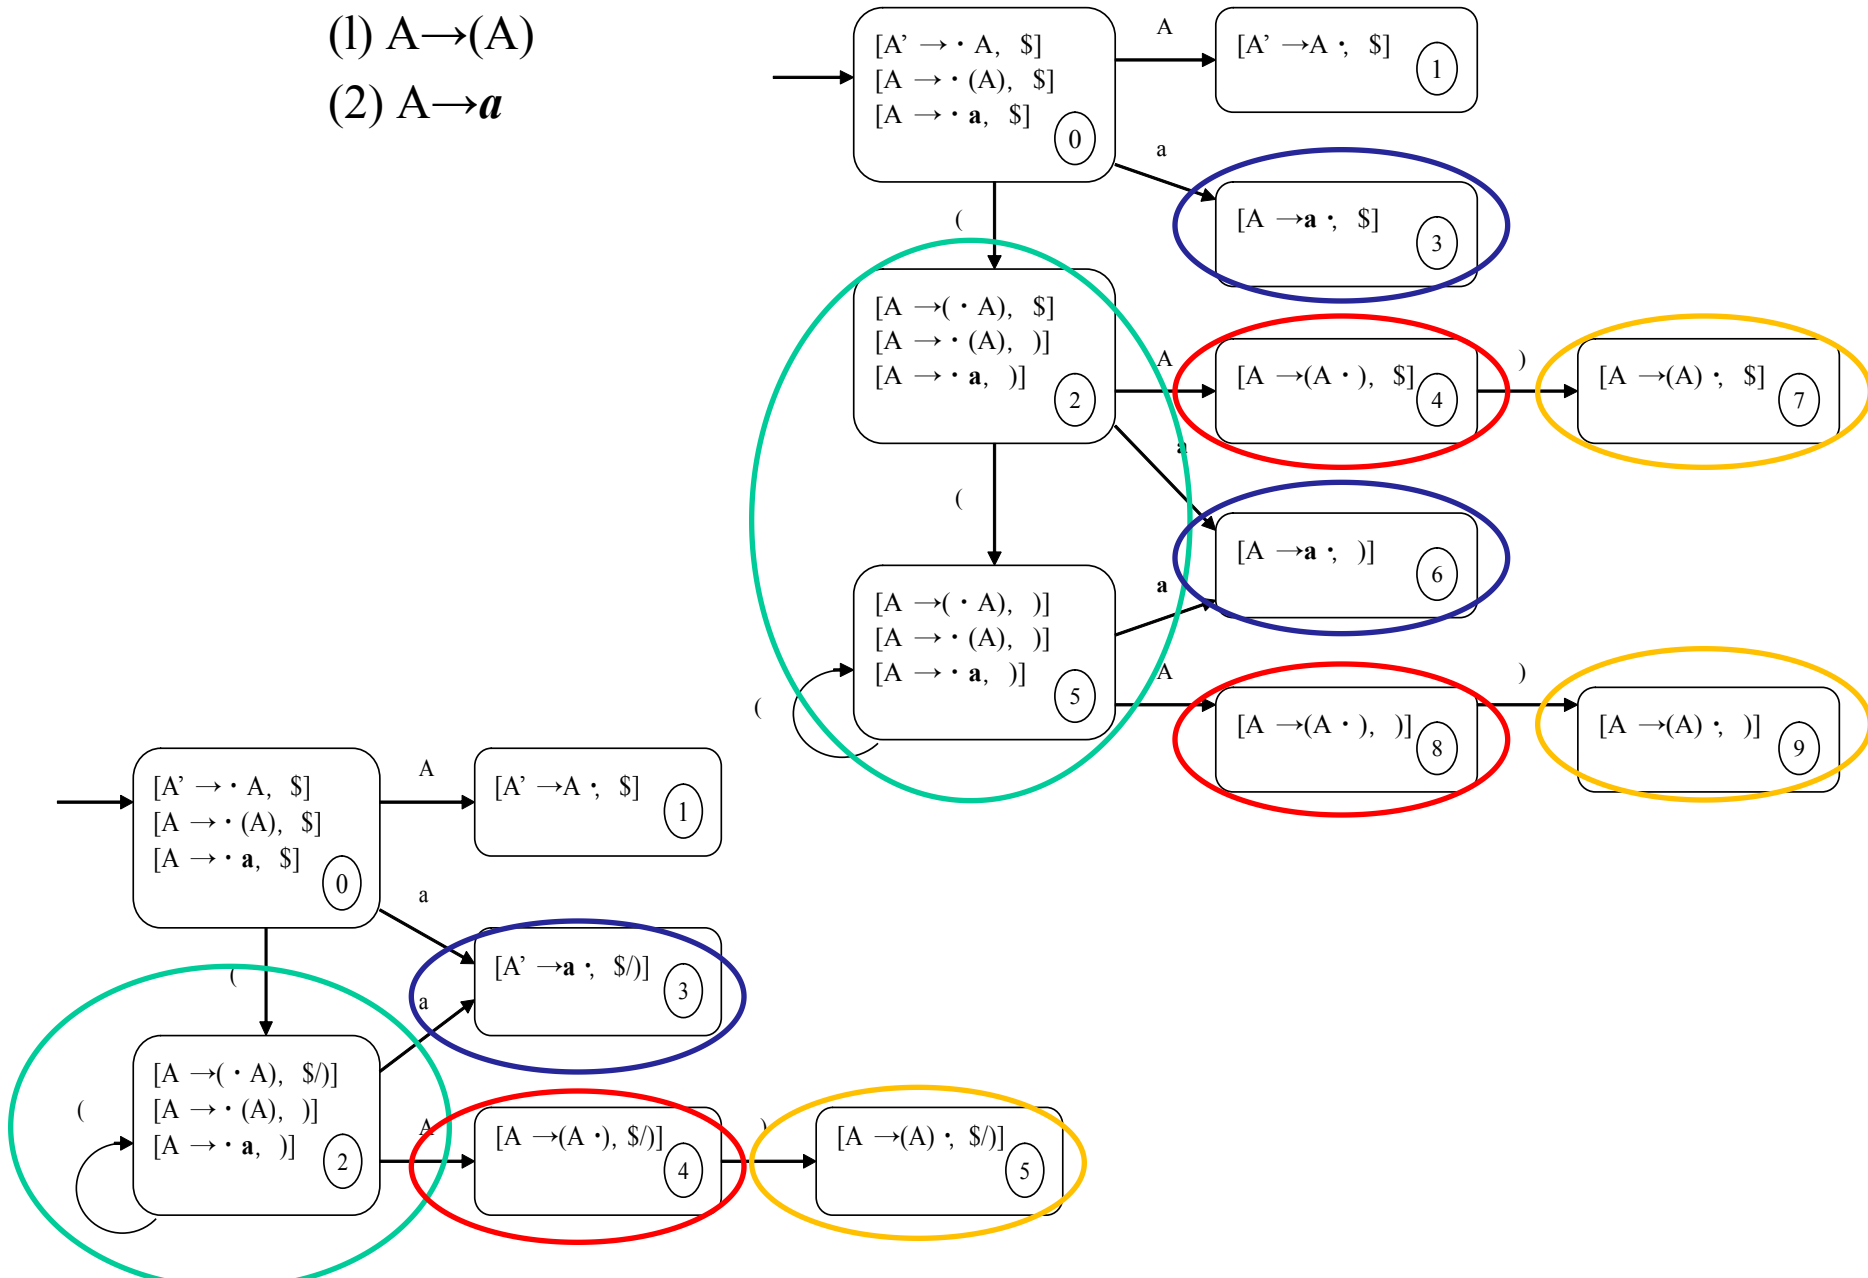 (1) A→(A)
(2) A→a
[A’ → · A, $]
[A → · (A), $]
[A → · a, $]
0
A
[A’ →A ·, $]
1
a
[A →a ·, $]
3
(
[A →( · A), $]
[A → · (A), )]
[A → · a, )]
2
A
[A →(A · ), $]
4
)
[A →(A) ·, $]
7
a
(
[A →a ·, )]
6
a
[A →( · A), )]
[A → · (A), )]
[A → · a, )]
5
(
A
[A →(A · ), )]
8
)
[A →(A) ·, )]
9
[A’ → · A, $]
[A → · (A), $]
[A → · a, $]
0
A
[A’ →A ·, $]
1
a
[A’ →a ·, $/)]
3
(
a
[A →( · A), $/)]
[A → · (A), )]
[A → · a, )]
2
(
A
[A →(A ·), $/)]
4
)
[A →(A) ·, $/)]
5